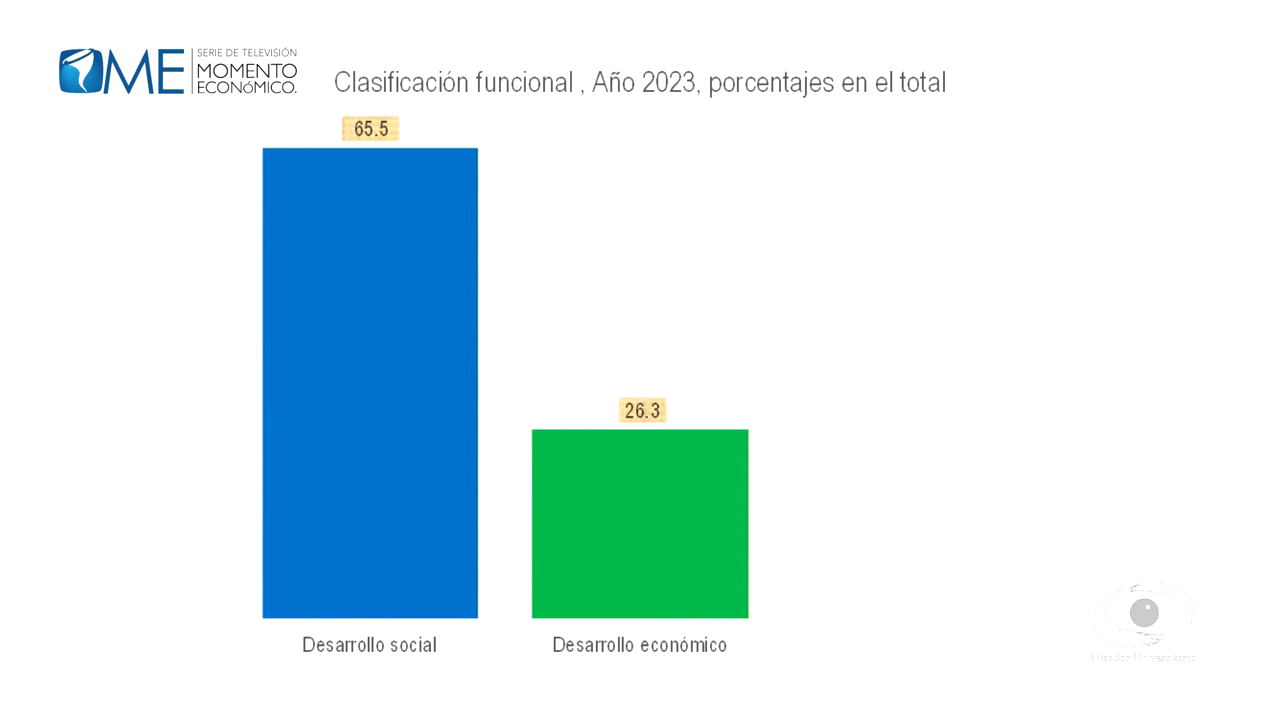 ME
SERIE DE TELEVISIÓN
MOMENTO
ECONÓMICO.
Clasificación funcional , Año 2023, porcentajes en el total
65.5
26.3
Desarrollo social
Desarrollo económico